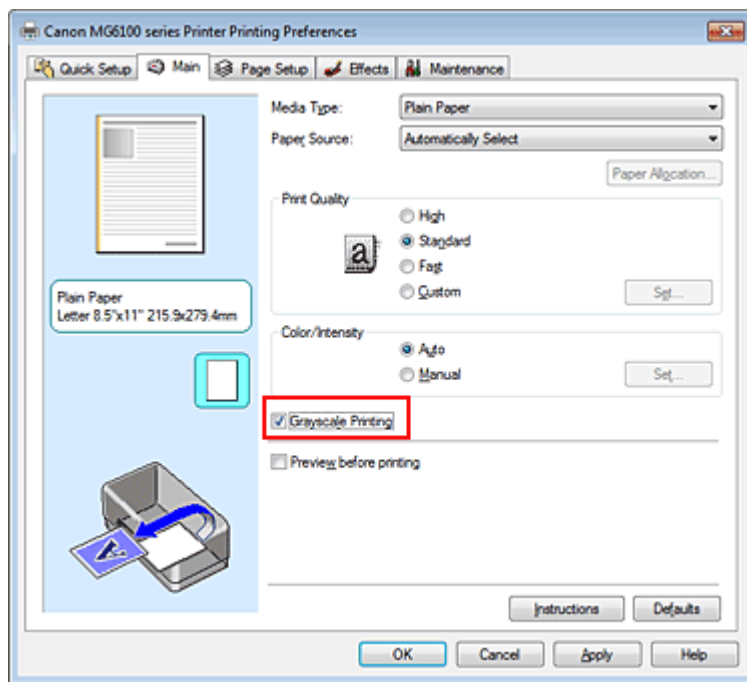 Canon MG6100 series Printer Printing Preferences
Quick Setup Main Page Setup Effects Maintenance
Media Type: Plain Paper
Paper Source: Automatically Select
Paper Allocation...
Print Quality
High
a Standard
Fast
Custom Set...
Plain Paper
Letter 8.5"x11" 215.9x279.4mm
Color/Intensity
Auto
Manual Set...
Grayscale Printing
Preview before printing
A
Instructions Defaults
OK Cancel Apply Help